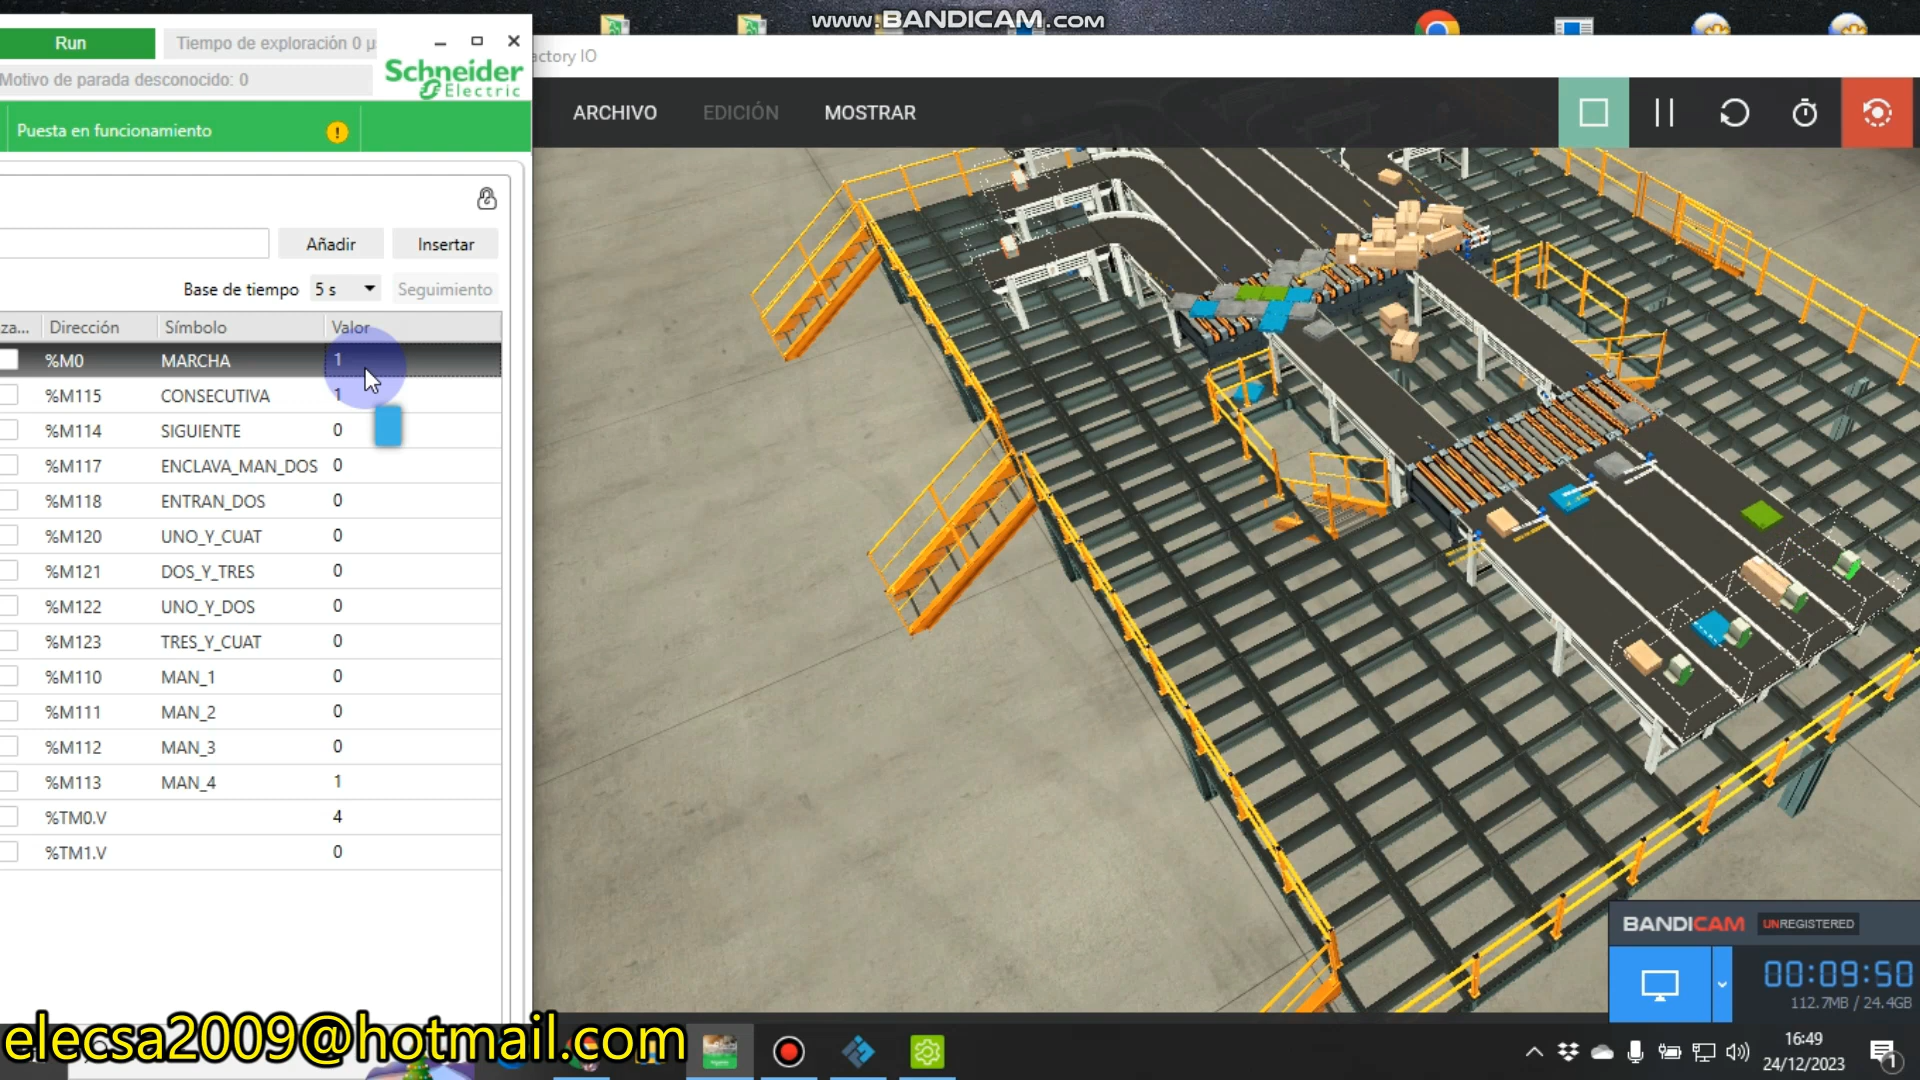 www.BANDICAM.com
Run
Tiempo de exploración 0 µ
Motivo de parada desconocido: 0
Schneider
Electric
actory IO
ARCHIVO
EDICIÓN
MOSTRAR
Puesta en funcionamiento
Añadir
Insertar
Base de tiempo
5 s
Seguimiento
za...
Dirección
Símbolo
Valor
%M0 MARCHA 1
%M115 CONSECUTIVA 1
%M114 SIGUIENTE 0
%M117 ENCLAVA_MAN_DOS 0
%M118 ENTRAN_DOS 0
%M120 UNO_Y_CUAT 0
%M121 DOS_Y_TRES 0
%M122 UNO_Y_DOS 0
%M123 TRES_Y_CUAT 0
%M110 MAN_1 0
%M111 MAN_2 0
%M112 MAN_3 0
%M113 MAN_4 1
%TM0.V 4
%TM1.V 0
BANDICAM
UNREGISTERED
00:09:50
112.7MB / 24.4GB
elecsa2009@hotmail.com
16:49
24/12/2023
1